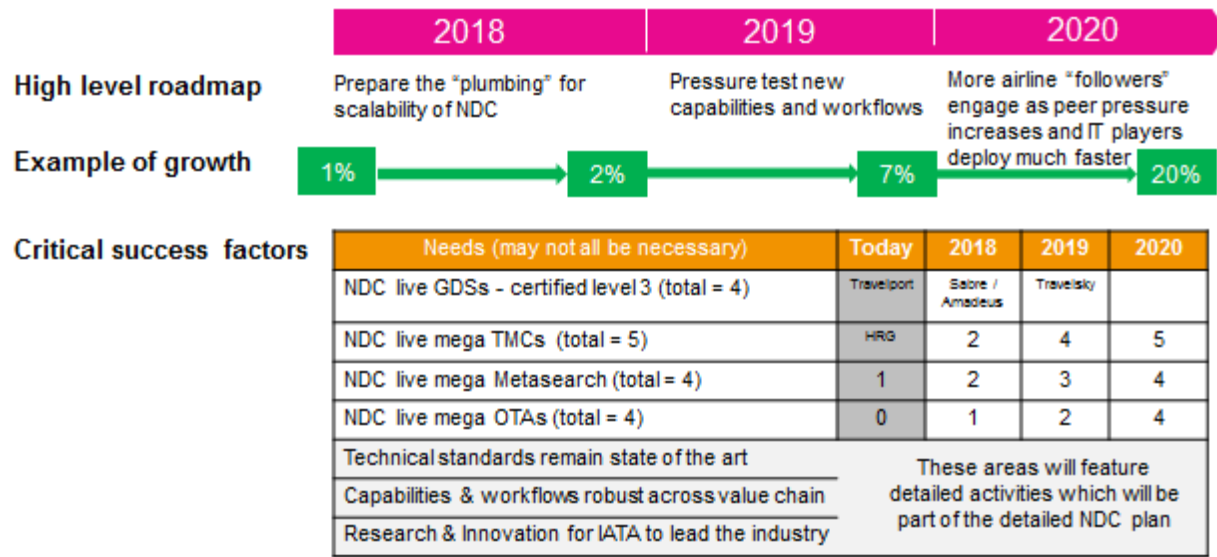 2018 2019 2020
High level roadmap
Prepare the “plumbing” for
scalability of NDC
Pressure test new
capabilities and workflows
More airline “followers”
engage as peer pressure
increases and IT players
deploy much faster
Example of growth
1% 2% 7% 20%
Critical success factors
Needs (may not all be necessary) Today 2018 2019 2020
NDC live GDSs - certified level 3 (total = 4) Travelport Sabre / Travelsky
Amadeus
NDC live mega TMCs (total = 5) HRG 2 4 5
NDC live mega Metasearch (total = 4) 1 2 3 4
NDC live mega OTAs (total = 4) 0 1 2 4
Technical standards remain state of the art
Capabilities & workflows robust across value chain
Research & Innovation for IATA to lead the industry
These areas will feature
detailed activities which will be
part of the detailed NDC plan